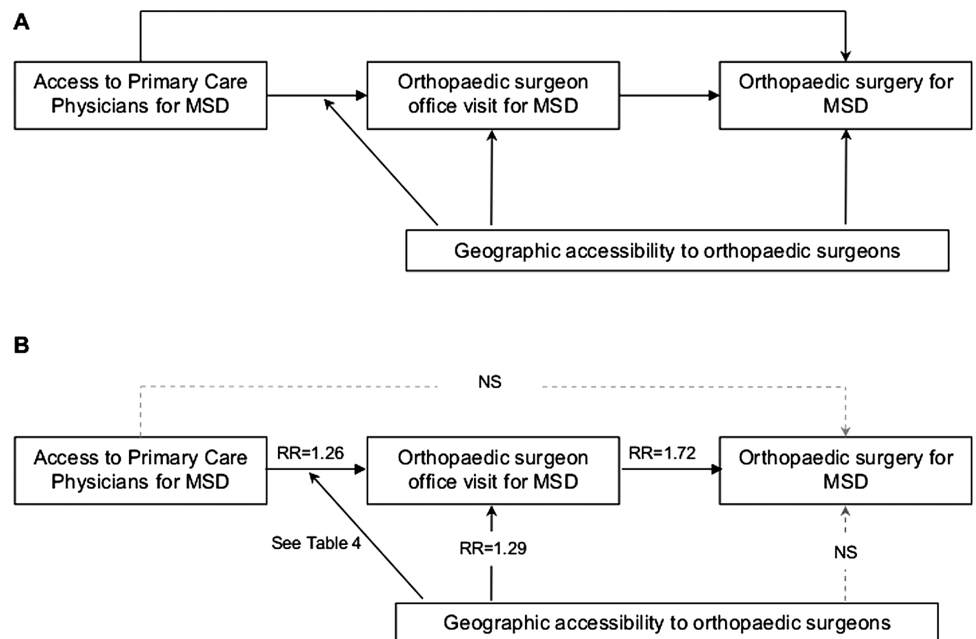 A
Access to Primary Care
Physicians for MSD
Orthopaedic surgeon
office visit for MSD
Orthopaedic surgery for
MSD
Geographic accessibility to orthopaedic surgeons
B
NS
Access to Primary Care
Physicians for MSD
RR=1.26
Orthopaedic surgeon
office visit for MSD
RR=1.72
Orthopaedic surgery for
MSD
See Table 4
RR=1.29
NS
Geographic accessibility to orthopaedic surgeons